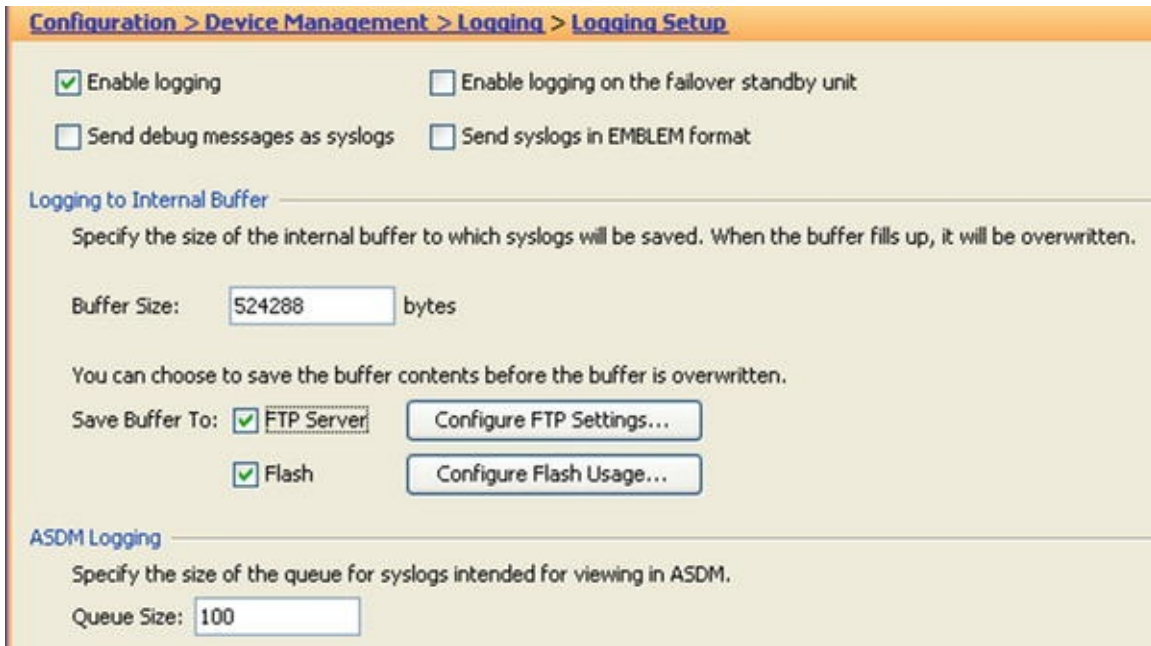 Configuration > Device Management > Logging > Logging Setup
Enable logging Enable logging on the failover standby unit
Send debug messages as syslogs Send syslogs in EMBLEM format
Logging to Internal Buffer
Specify the size of the internal buffer to which syslogs will be saved. When the buffer fills up, it will be overwritten.
Buffer Size: 524288 bytes
You can choose to save the buffer contents before the buffer is overwritten.
Save Buffer To: FTP Server Configure FTP Settings...
Flash Configure Flash Usage...
ASDM Logging
Specify the size of the queue for syslogs intended for viewing in ASDM.
Queue Size: 100